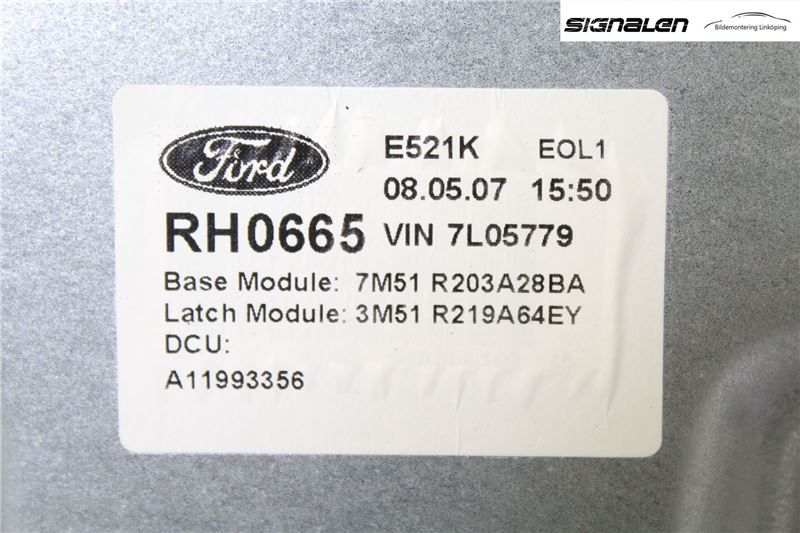 SIGNALEN
Bildemontering Linköping
Ford
E521K EOL1
08.05.07 15:50
RH0665 VIN 7L05779
Base Module: 7M51 R203A28BA
Latch Module: 3M51 R219A64EY
DCU:
A11993356